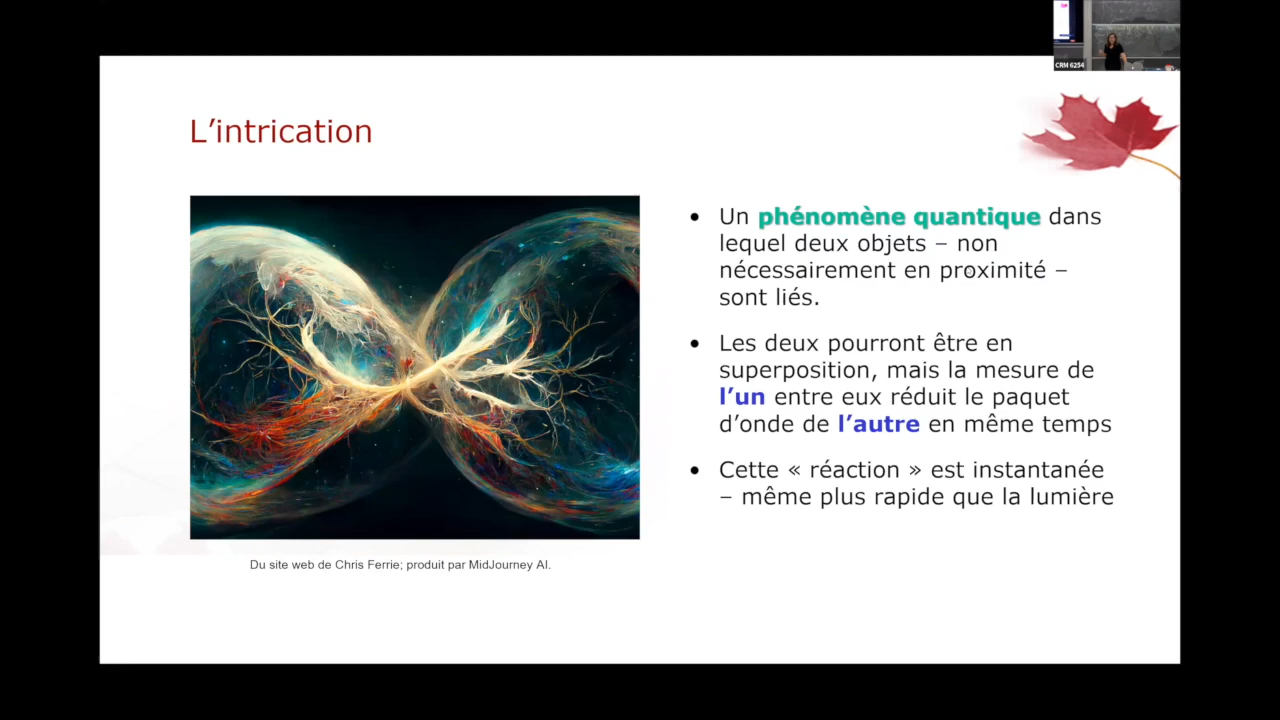 CRM 6254
L’intrication
• Un phénomène quantique dans
lequel deux objets – non
nécessairement en proximité –
sont liés.
• Les deux pourront être en
superposition, mais la mesure de
l’un entre eux réduit le paquet
d’onde de l’autre en même temps
• Cette « réaction » est instantanée
– même plus rapide que la lumière
Du site web de Chris Ferrie; produit par MidJourney AI.